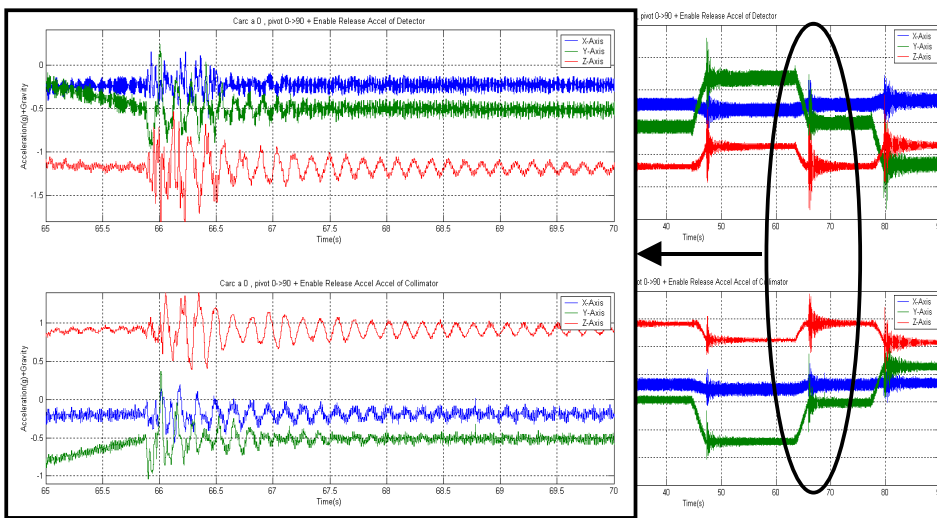 Carc a 0 , pivot 0->90 + Enable Release Accel of Detector
X-Axis
Y-Axis
Z-Axis
0
-0.5
-1
-1.5
Acceleration(g)+Gravity
65 65.5 66 66.5 67 67.5 68 68.5 69 69.5 70
Time(s)
, pivot 0->90 + Enable Release Accel of Detector
X-Axis
Y-Axis
Z-Axis
40 50 60 70 80
Time(s)
Carc a 0 , pivot 0->90 + Enable Release Accel Accel of Collimator
X-Axis
Y-Axis
Z-Axis
1
0.5
0
-0.5
-1
Acceleration(g)+Gravity
65 65.5 66 66.5 67 67.5 68 68.5 69 69.5 70
Time(s)
ot 0->90 + Enable Release Accel Accel of Collimator
X-Axis
Y-Axis
Z-Axis
40 50 60 70 80
Time(s)